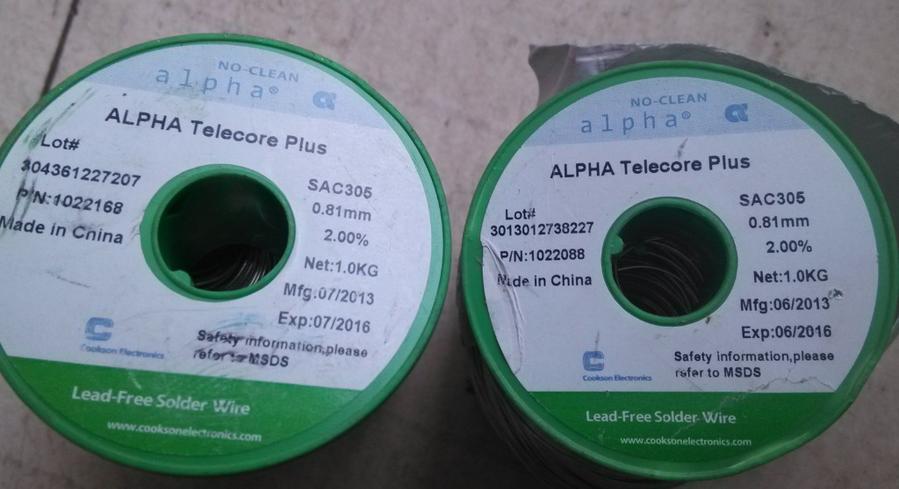 NO-CLEAN
alpha®
ALPHA Telecore Plus
Lot#
304361227207
P/N:1022168
Made in China
SAC305
0.81mm
2.00%
Net:1.0KG
Mfg:07/2013
Exp:07/2016
Safety information,please
refer to MSDS
Cookson Electronics
Lead-Free Solder Wire
www.cooksonelectronics.com
NO-CLEAN
alpha®
ALPHA Telecore Plus
Lot#
3013012738227
P/N:1022088
Made in China
SAC305
0.81mm
2.00%
Net:1.0KG
Mfg:06/2013
Exp:06/2016
Safety information,please
refer to MSDS
Cookson Electronics
Lead-Free Solder Wire
www.cooksonelectronics.com